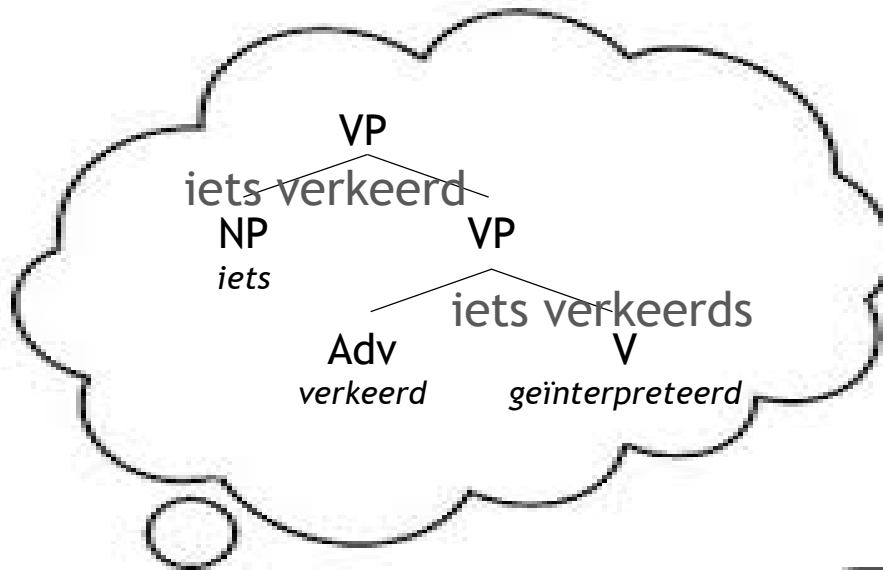 VP
iets verkeerd
NP VP
iets
iets verkeerds
Adv V
verkeerd geïnterpreteerd